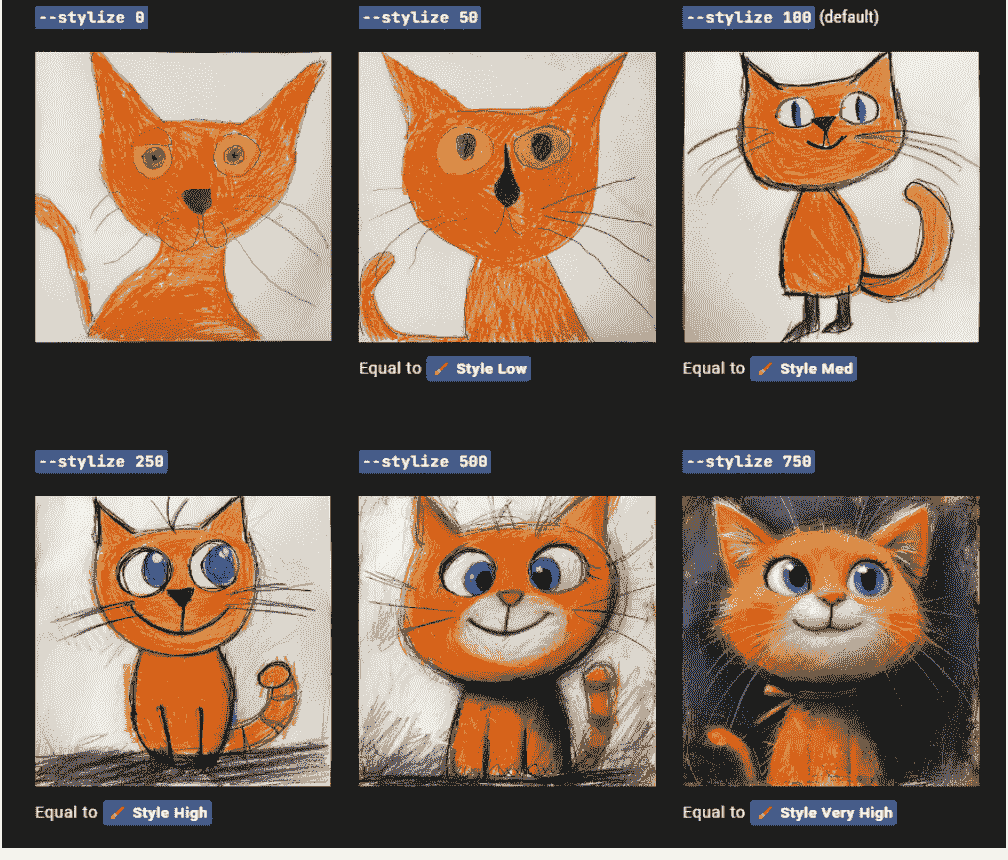 --stylize 0
--stylize 50
--stylize 100 (default)
Equal to Style Low
Equal to Style Med
--stylize 250
--stylize 500
--stylize 750
Equal to Style High
Equal to Style Very High